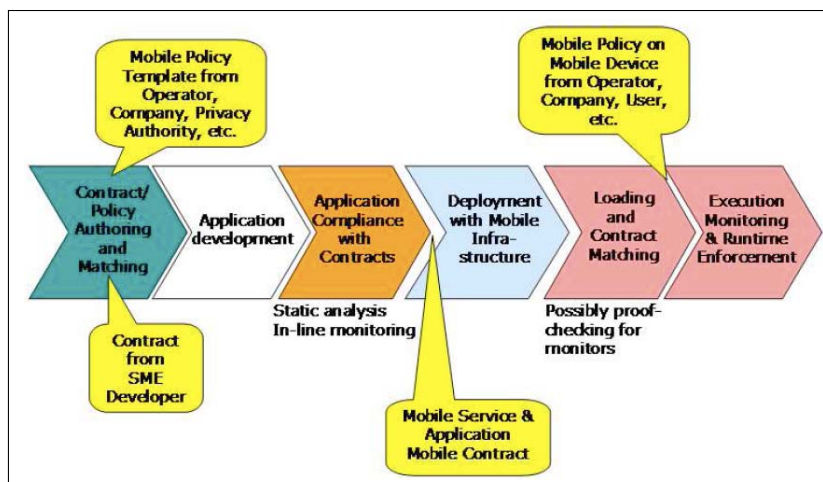 Mobile Policy
Template from
Operator,
Company, Privacy
Authority, etc.
Mobile Policy on
Mobile Device
from Operator,
Company, User,
etc.
Contract/
Policy
Authoring
and
Matching
Application
development
Application
Compliance
with
Contracts
Deployment
with Mobile
Infra-
structure
Loading
and
Contract
Matching
Execution
Monitoring
& Runtime
Enforcement
Static analysis
In-line monitoring
Possibly proof-
checking for
monitors
Contract
from
SME
Developer
Mobile Service &
Application
Mobile Contract